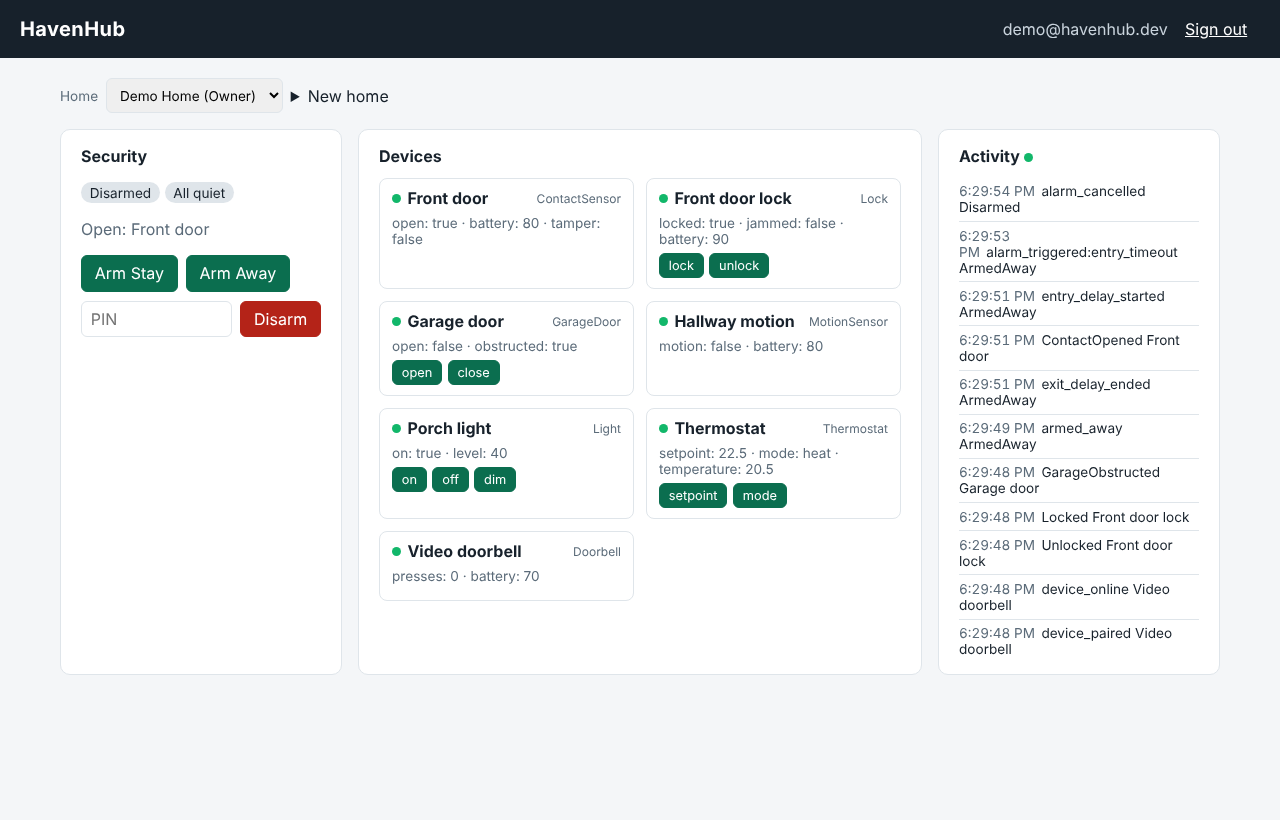 HavenHub
demo@havenhub.dev Sign out
Home Demo Home (Owner) New home
Security
Disarmed All quiet
Open: Front door
Arm Stay Arm Away
PIN Disarm
Devices
Front door ContactSensor
open: true · battery: 80 · tamper:
false
Front door lock Lock
locked: true · jammed: false ·
battery: 90
lock unlock
Garage door GarageDoor
open: false · obstructed: true
open close
Hallway motion MotionSensor
motion: false · battery: 80
Porch light Light
on: true · level: 40
on off dim
Thermostat Thermostat
setpoint: 22.5 · mode: heat ·
temperature: 20.5
setpoint mode
Video doorbell Doorbell
presses: 0 · battery: 70
Activity
6:29:54 PM alarm_cancelled
Disarmed
6:29:53
PM alarm_triggered:entry_timeout
ArmedAway
6:29:51 PM entry_delay_started
ArmedAway
6:29:51 PM ContactOpened Front
door
6:29:51 PM exit_delay_ended
ArmedAway
6:29:49 PM armed_away
ArmedAway
6:29:48 PM GarageObstructed
Garage door
6:29:48 PM Locked Front door lock
6:29:48 PM Unlocked Front door
lock
6:29:48 PM device_online Video
doorbell
6:29:48 PM device_paired Video
doorbell